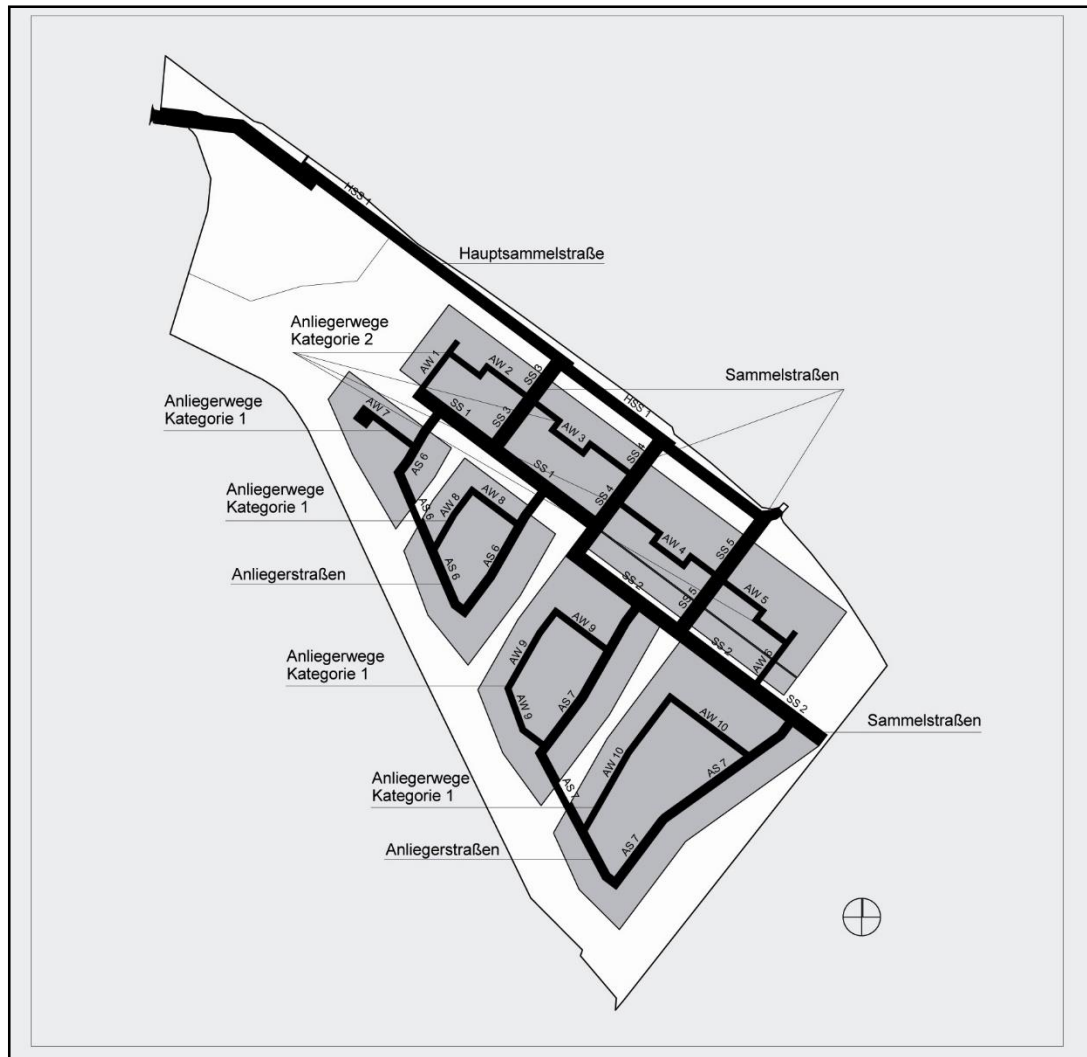 HSS 1
Hauptsammelstraße
Anliegerwege
Kategorie 2
AW 1
AW 2
SS 3
Sammelstraßen
HSS 1
Anliegerwege
Kategorie 1
AW 7
SS 1
SS 3
AW 3
SS 4
AS 6
SS 1
SS 4
Anliegerwege
Kategorie 1
AS 6
AW 8
AW 8
AW 4
SS 5
AS 6
AS 6
Anliegerstraßen
SS 2
SS 5
AW 5
AW 9
SS 2
AW 6
Anliegerwege
Kategorie 1
AW 9
AW 9
AS 7
SS 2
Sammelstraßen
AW 10
AW 10
AS 7
Anliegerwege
Kategorie 1
AS 7
Anliegerstraßen
AS 7